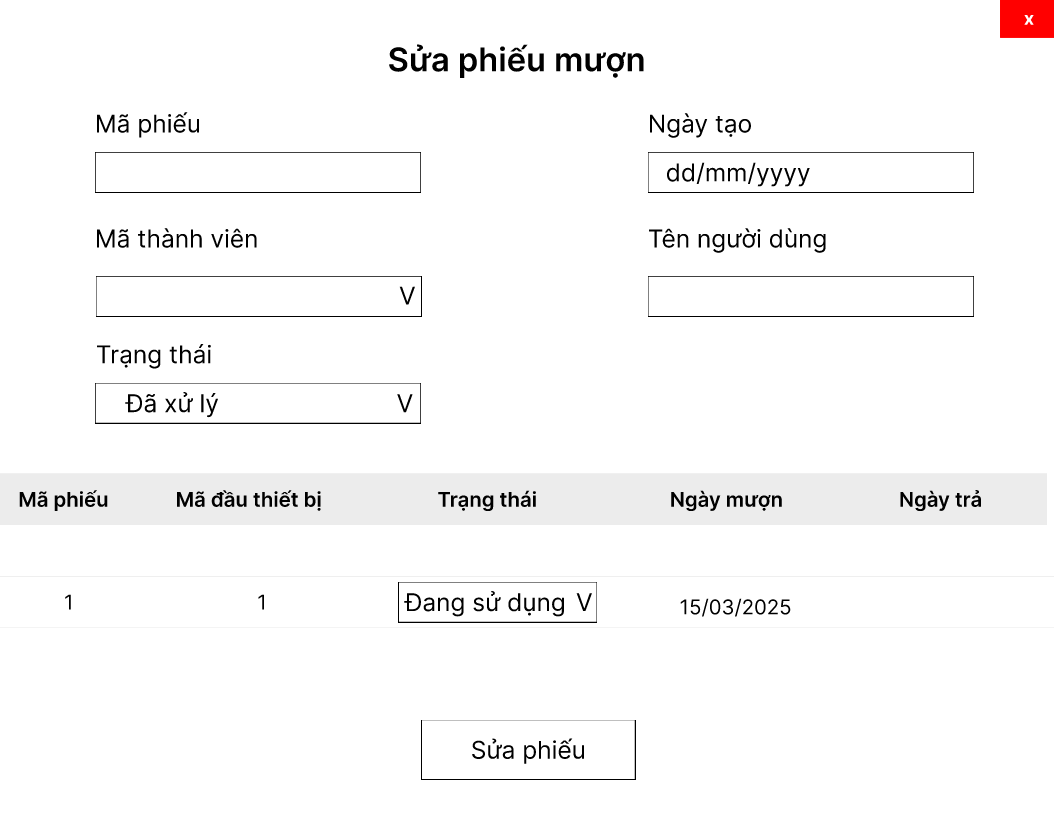 x
Sửa phiếu mượn
Mã phiếu Ngày tạo
dd/mm/yyyy
Mã thành viên Tên người dùng
V
Trạng thái
Đã xử lý V
Mã phiếu Mã đầu thiết bị Trạng thái Ngày mượn Ngày trả
1 1 Đang sử dụng V 15/03/2025
Sửa phiếu